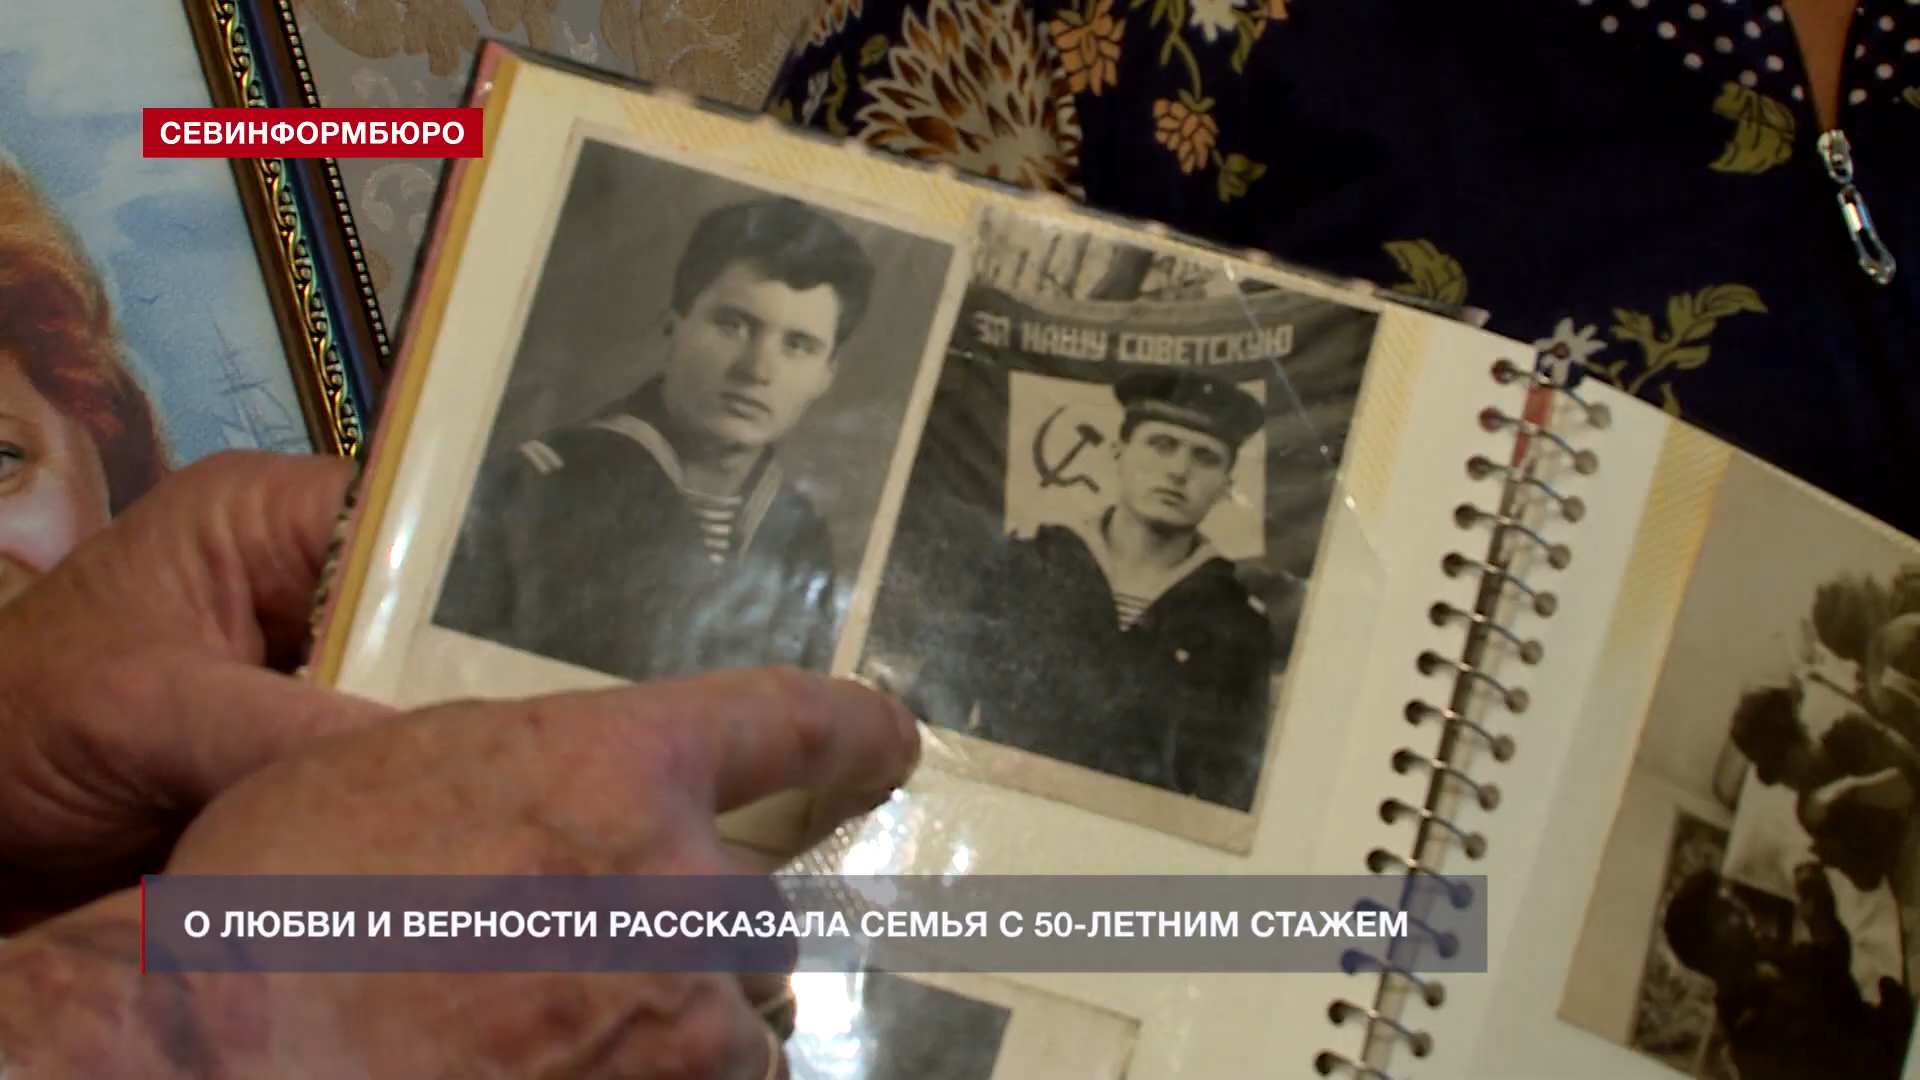 СЕВИНФОРМБЮРО
ЗА НАШУ СОВЕТСКУЮ
О ЛЮБВИ И ВЕРНОСТИ РАССКАЗАЛА СЕМЬЯ С 50-ЛЕТНИМ СТАЖЕМ